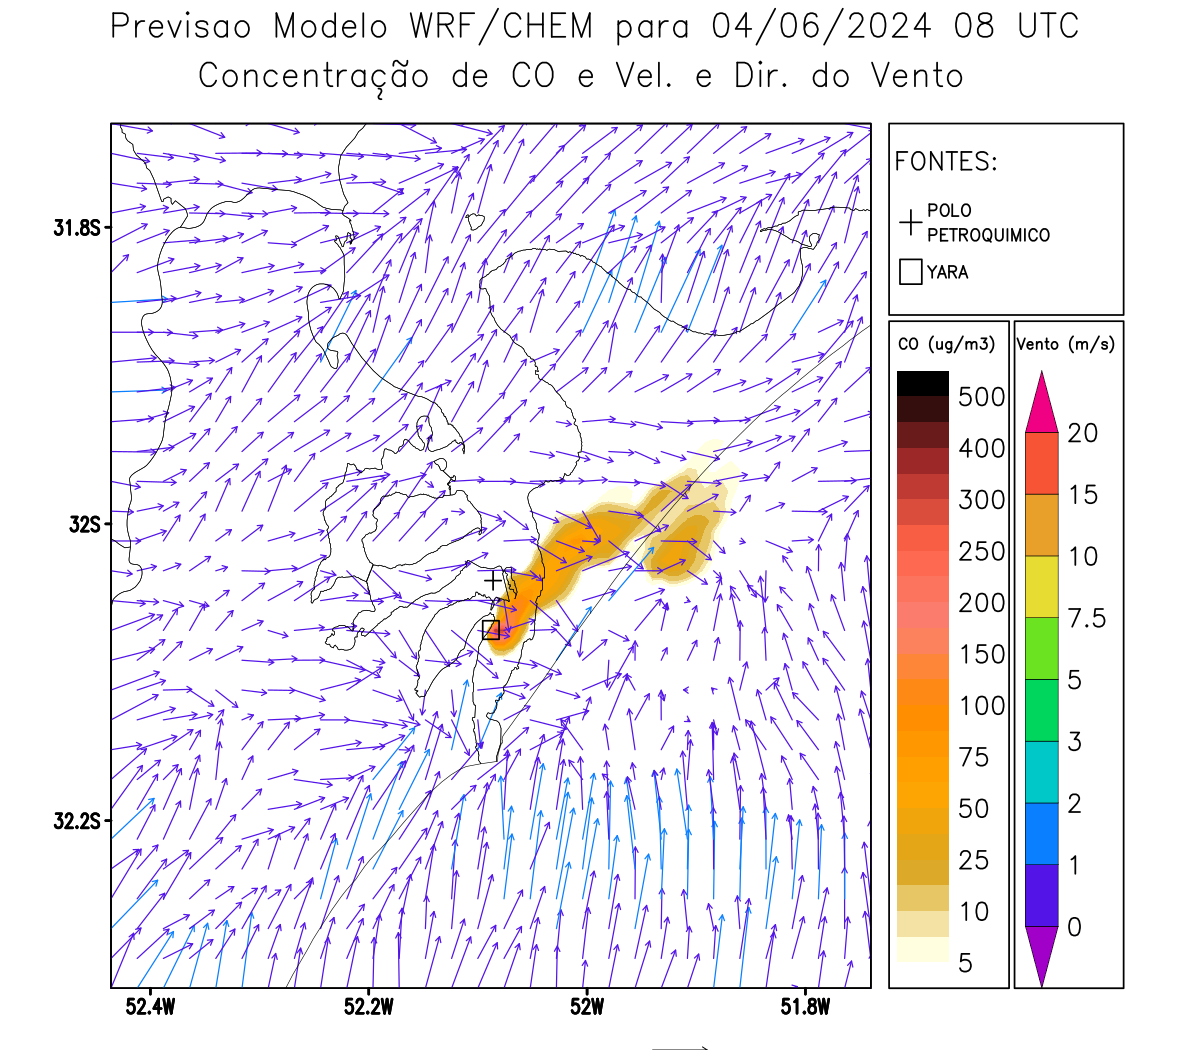 Previsao Modelo WRF/CHEM para 04/06/2024 08 UTC
Concentração de CO e Vel. e Dir. do Vento
FONTES:
POLO
PETROQUIMICO
YARA
CO (ug/m3)
500
400
300
250
200
150
100
75
50
25
10
5
Vento (m/s)
20
15
10
7.5
5
3
2
1
0
31.8S
32S
32.2S
52.4W
52.2W
52W
51.8W